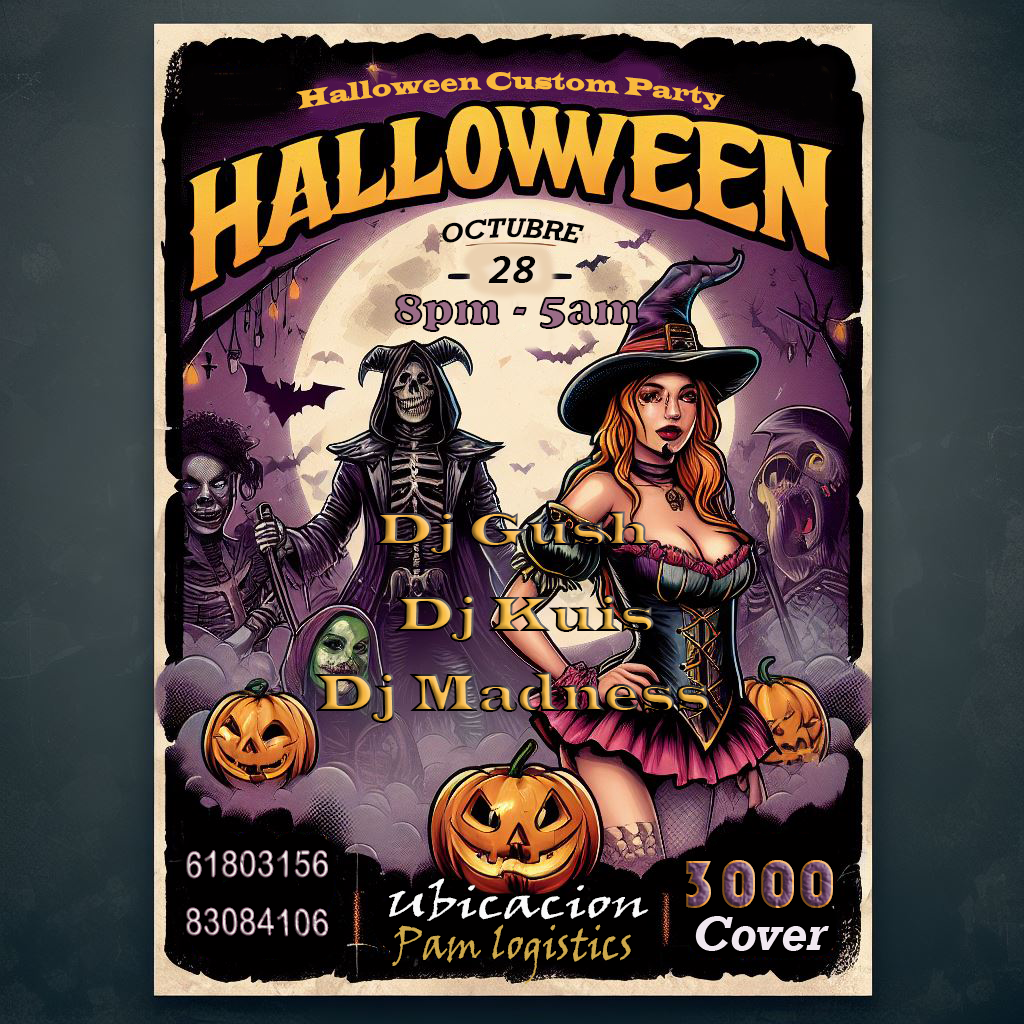 Halloween Custom Party
HALLOWEEN
OCTUBRE
- 28 -
8pm - 5am
Dj Gush
Dj Kuis
Dj Madness
61803156
83084106
Ubicacion
Pam logistics
3000
Cover